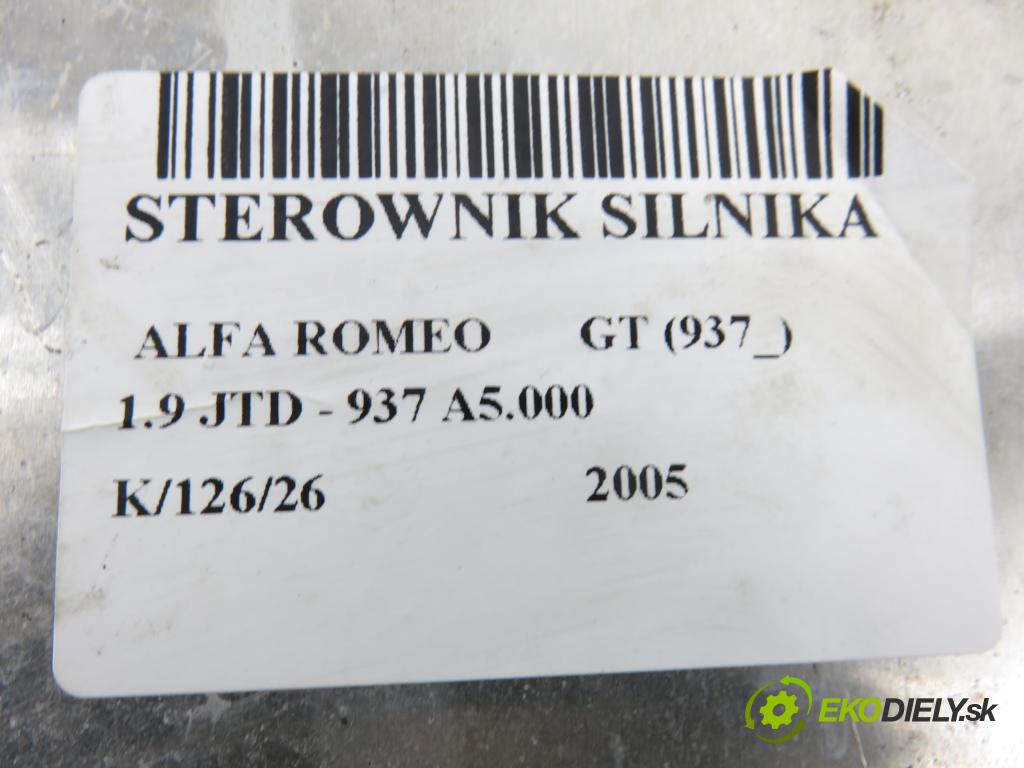 STEROWNIK SILNIKA
ALFA ROMEO GT (937_)
1.9 JTD - 937 A5.000
K/126/26 2005
EKODIELY.sk